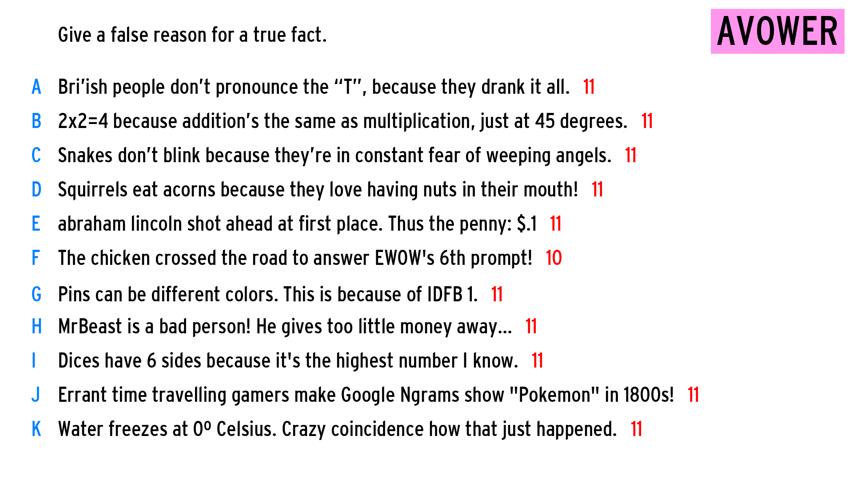 Give a false reason for a true fact.
AVOWER
A Bri'ish people don't pronounce the “T”, because they drank it all. 11
B 2x2=4 because addition's the same as multiplication, just at 45 degrees. 11
C Snakes don't blink because they're in constant fear of weeping angels. 11
D Squirrels eat acorns because they love having nuts in their mouth! 11
E abraham lincoln shot ahead at first place. Thus the penny: $.1 11
F The chicken crossed the road to answer EWOW's 6th prompt! 10
G Pins can be different colors. This is because of IDFB 1. 11
H MrBeast is a bad person! He gives too little money away... 11
I Dices have 6 sides because it's the highest number I know. 11
J Errant time travelling gamers make Google Ngrams show "Pokemon" in 1800s! 11
K Water freezes at 0º Celsius. Crazy coincidence how that just happened. 11